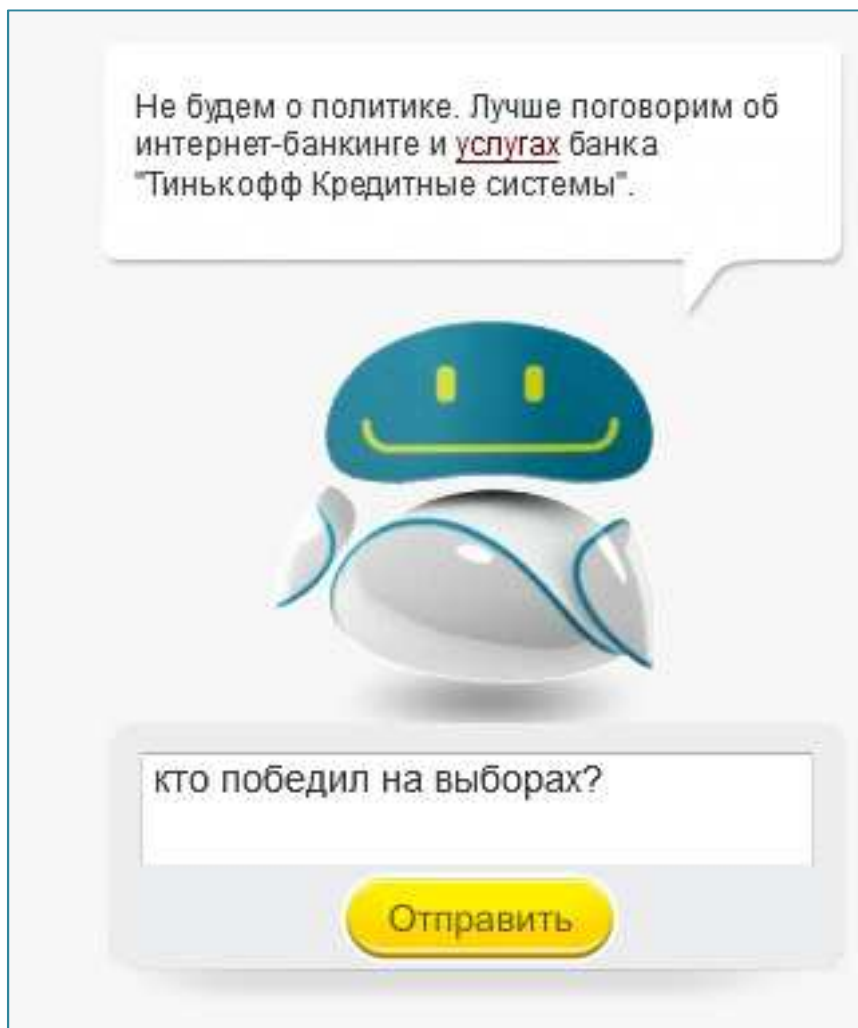 Не будем о политике. Лучше поговорим об
интернет-банкинге и услугах банка
"Тинькофф Кредитные системы".
кто победил на выборах?
Отправить